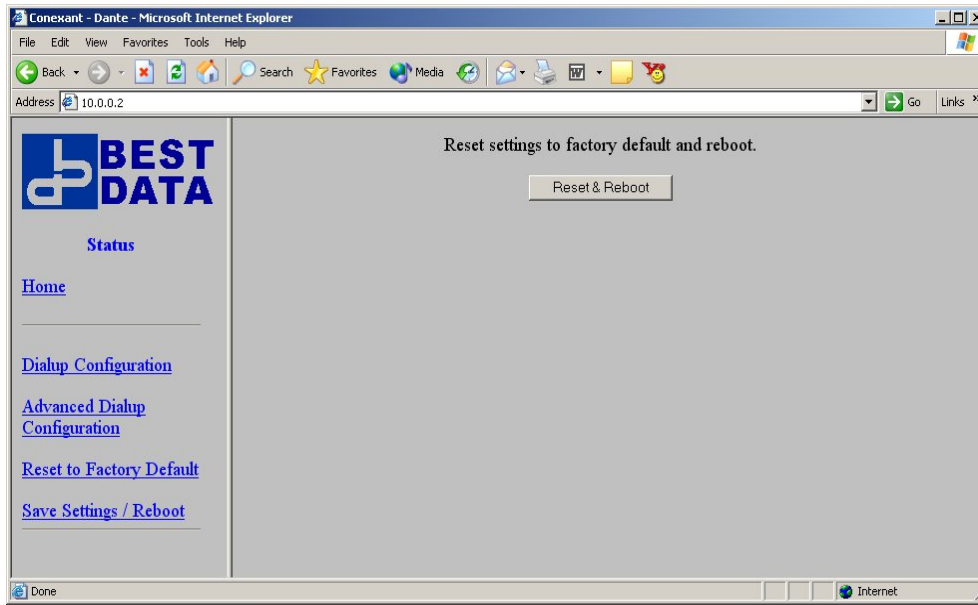 Conexant - Dante - Microsoft Internet Explorer
File Edit View Favorites Tools Help
Back Search Favorites Media
Address 10.0.0.2 Go Links »
BEST
DATA
Status
Home
Dialup Configuration
Advanced Dialup
Configuration
Reset to Factory Default
Save Settings / Reboot
Reset settings to factory default and reboot.
Reset & Reboot
Done Internet